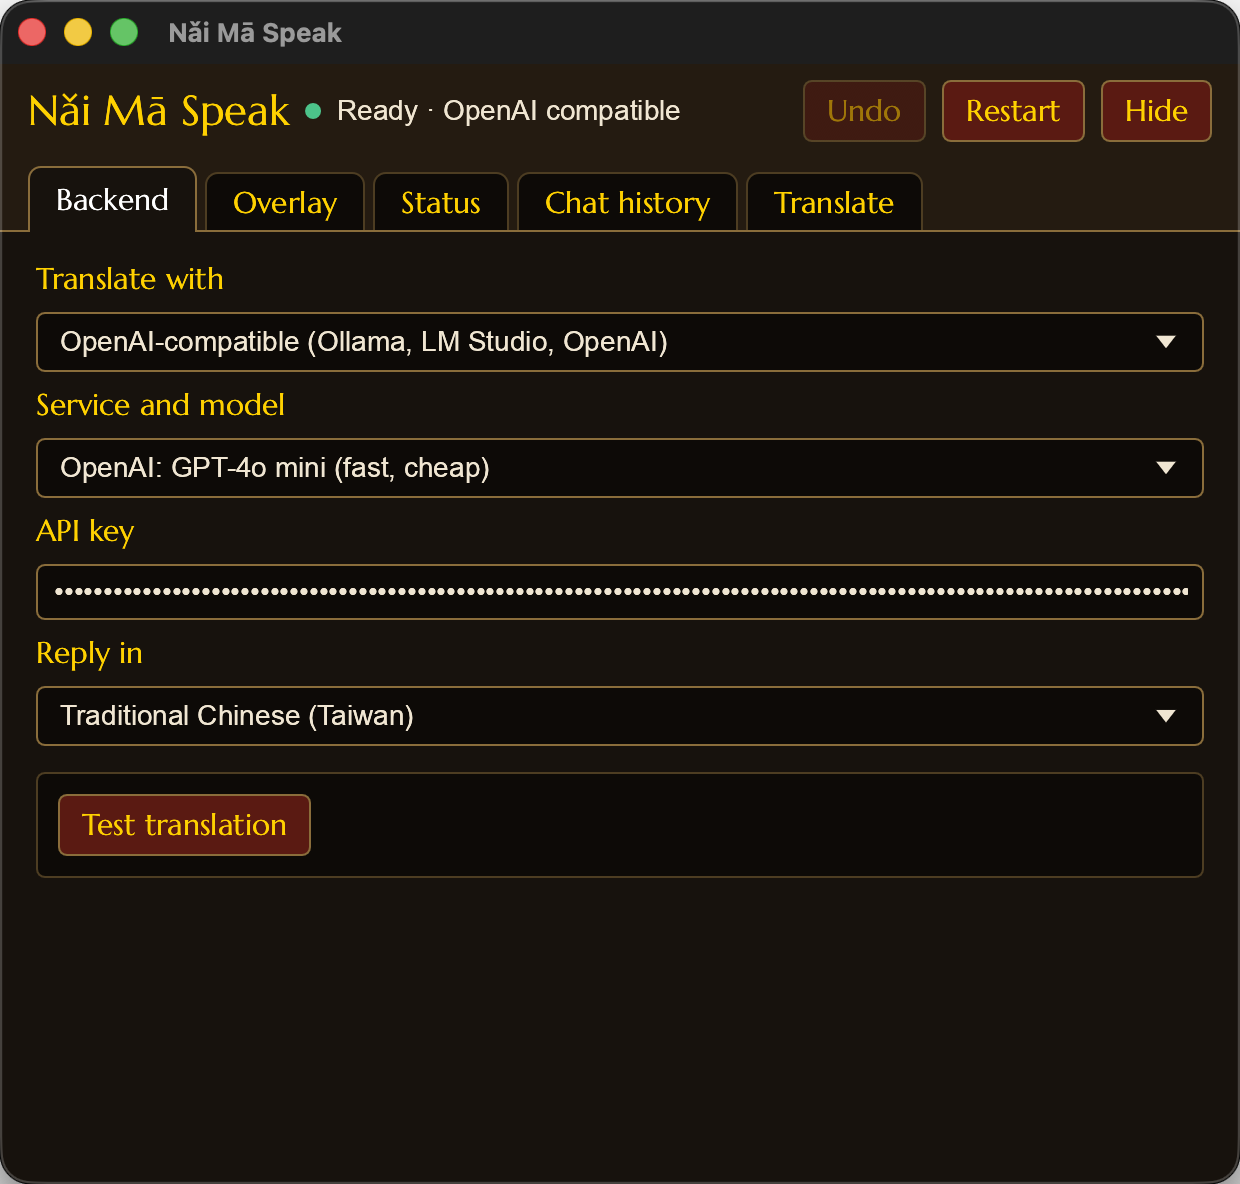 Nǎi Mā Speak
Nǎi Mā Speak
Ready · OpenAI compatible
Undo
Restart
Hide
Backend
Overlay
Status
Chat history
Translate
Translate with
OpenAI-compatible (Ollama, LM Studio, OpenAI)
Service and model
OpenAI: GPT-4o mini (fast, cheap)
API key
Reply in
Traditional Chinese (Taiwan)
Test translation